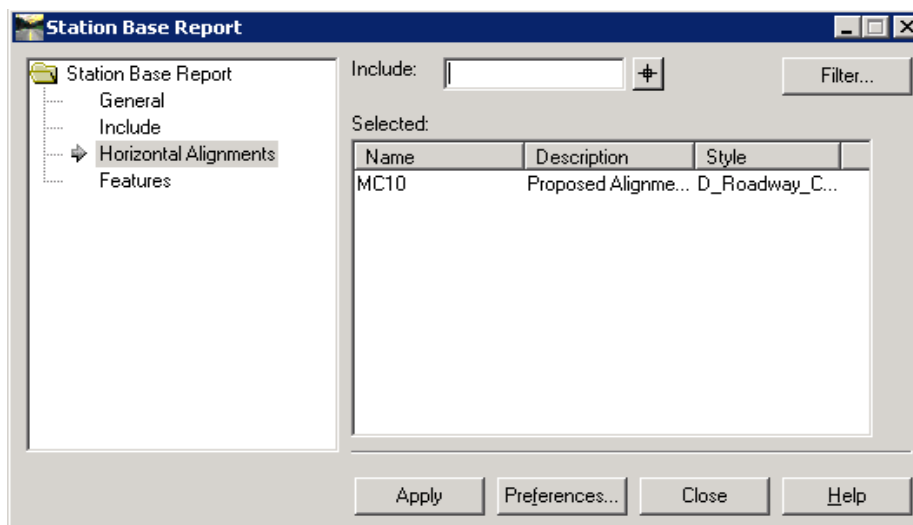 Station Base Report
Station Base Report
General
Include
Horizontal Alignments
Features
Include:
Filter...
Selected:
Name Description Style
MC10 Proposed Alignme... D_Roadway_C...
Apply Preferences... Close Help